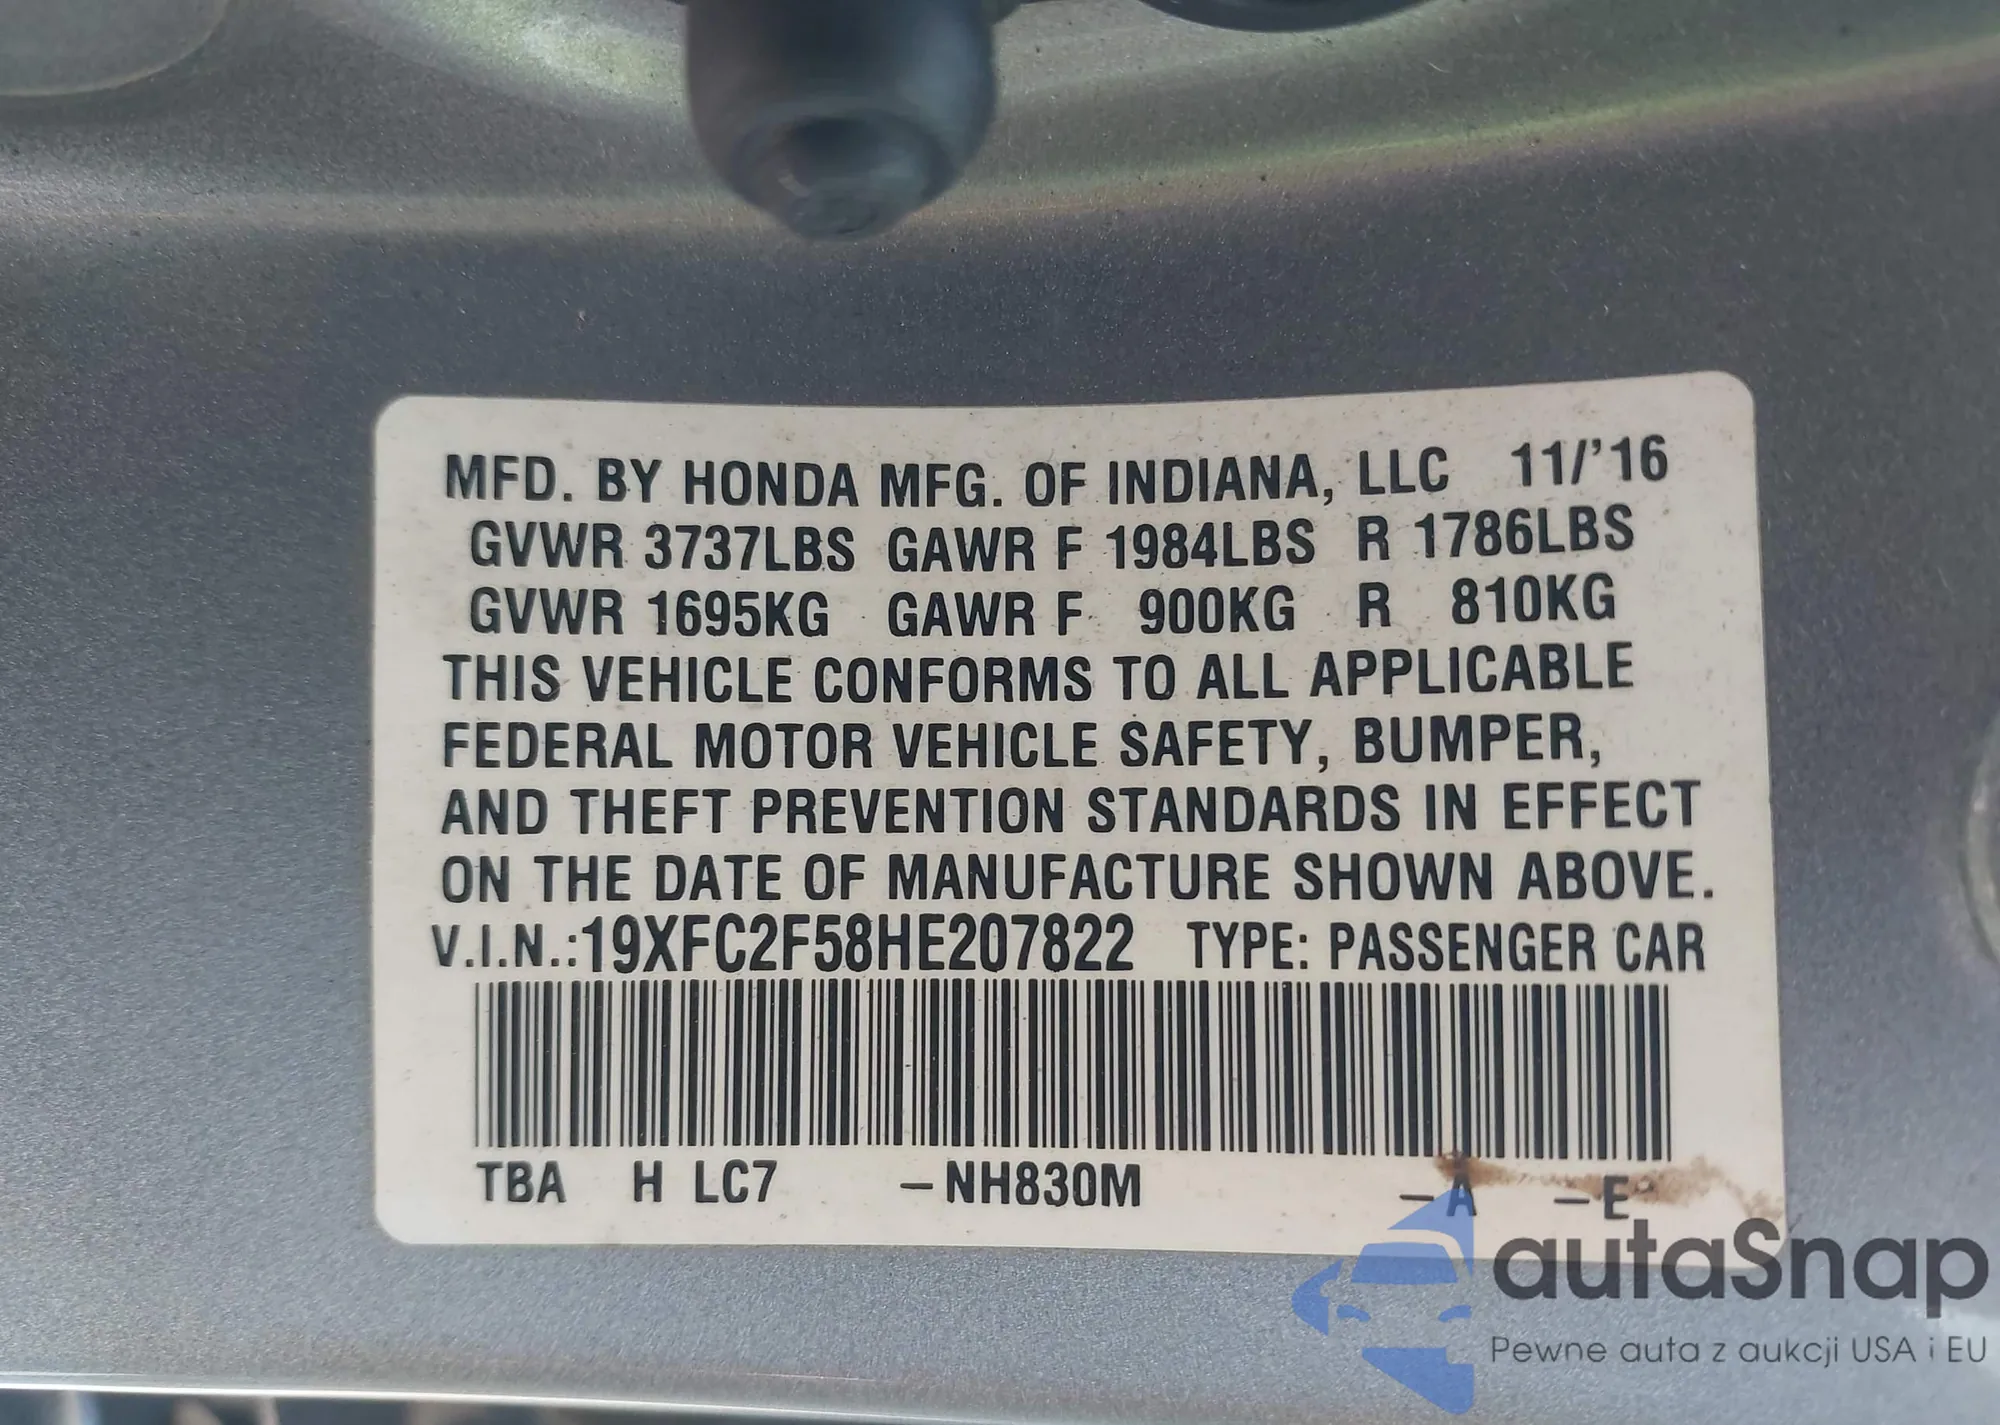 MFD. BY HONDA MFG. OF INDIANA, LLC 11/'16
GVWR 3737LBS GAWR F 1984LBS R 1786LBS
GVWR 1695KG GAWR F 900KG R 810KG
THIS VEHICLE CONFORMS TO ALL APPLICABLE
FEDERAL MOTOR VEHICLE SAFETY, BUMPER,
AND THEFT PREVENTION STANDARDS IN EFFECT
ON THE DATE OF MANUFACTURE SHOWN ABOVE.
V.I.N.:19XFC2F58HE207822 TYPE: PASSENGER CAR
TBA H LC7 –NH830M –A –E
autaSnap
Pewne auta z aukcji USA i EU